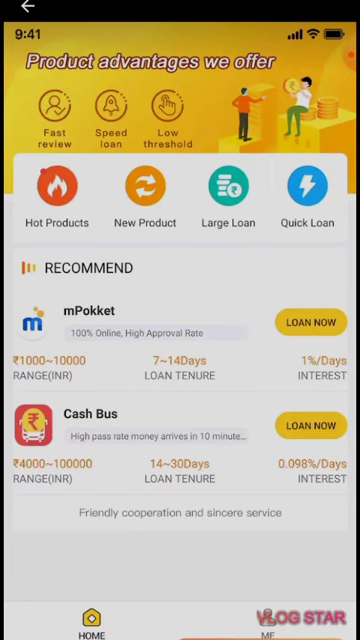 9:41
Product advantages we offer
Fast review
Speed loan
Low threshold
Hot Products
New Product
Large Loan
Quick Loan
RECOMMEND
m
mPokket
100% Online, High Approval Rate
LOAN NOW
₹1000~10000
7~14Days
1%/Days
RANGE(INR)
LOAN TENURE
INTEREST
₹
Cash Bus
High pass rate money arrives in 10 minute...
LOAN NOW
₹4000~100000
14~30Days
0.098%/Days
RANGE(INR)
LOAN TENURE
INTEREST
Friendly cooperation and sincere service
HOME
ME
VLOG STAR